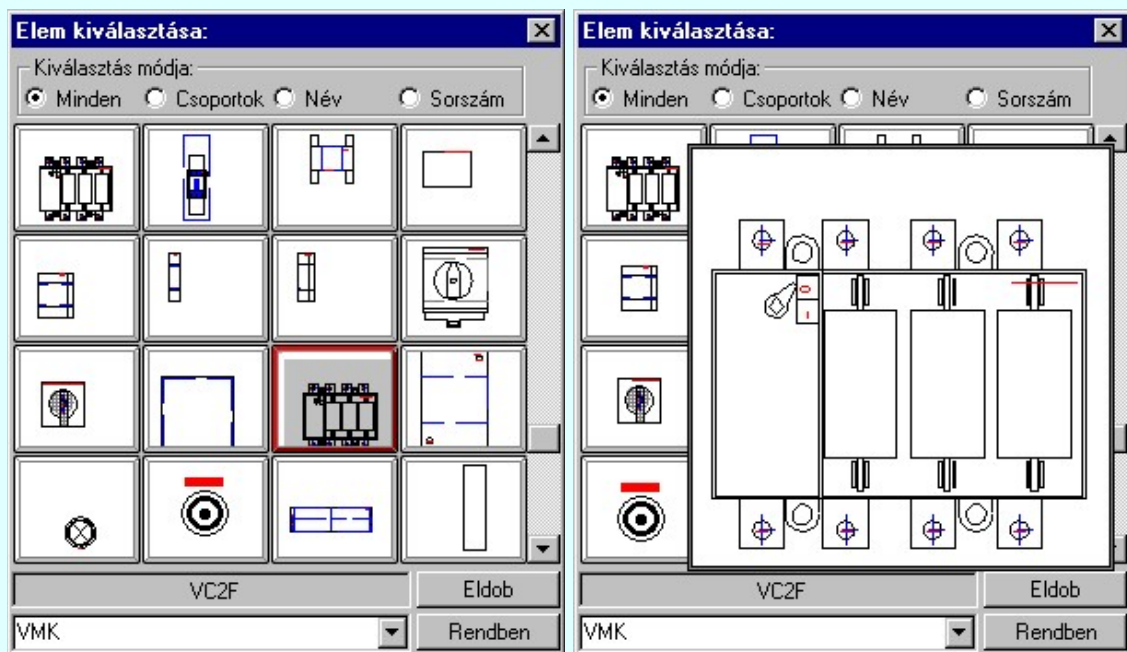 Elem kiválasztása:
Kiválasztás módja:
Minden Csoportok Név Sorszám
VC2F Eldob
VMK Rendben
Elem kiválasztása:
Kiválasztás módja:
Minden Csoportok Név Sorszám
VC2F Eldob
VMK Rendben